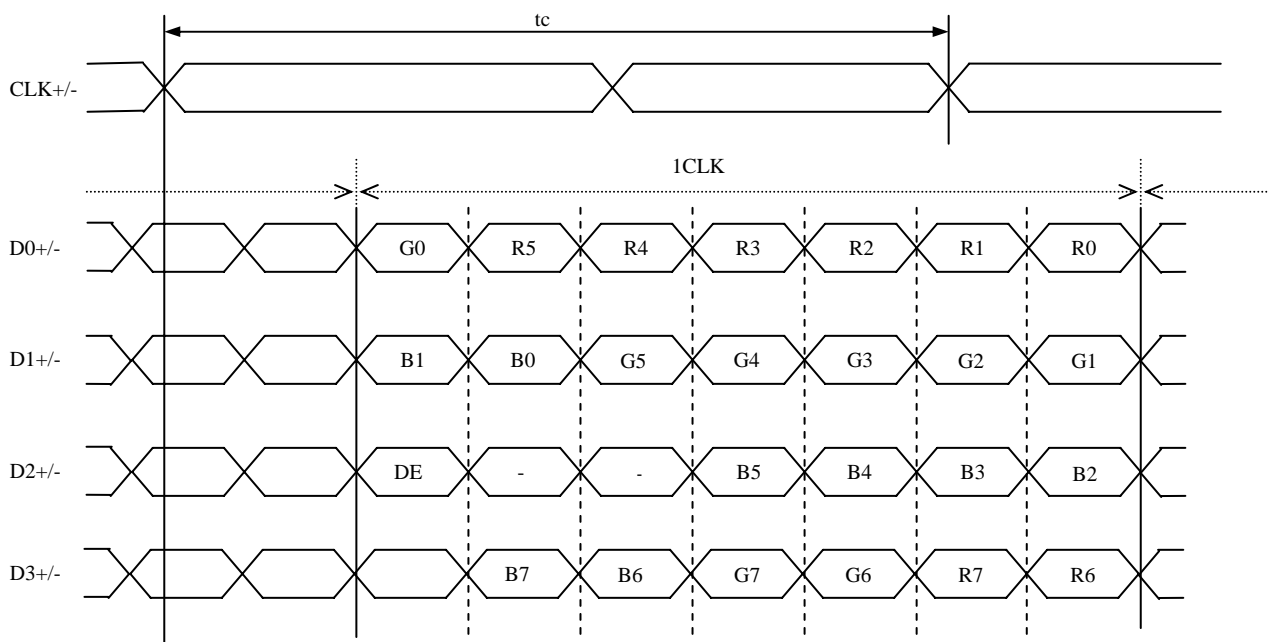 tc
CLK+/-
1CLK
D0+/- G0 R5 R4 R3 R2 R1 R0
D1+/- B1 B0 G5 G4 G3 G2 G1
D2+/- DE - - B5 B4 B3 B2
D3+/- B7 B6 G7 G6 R7 R6